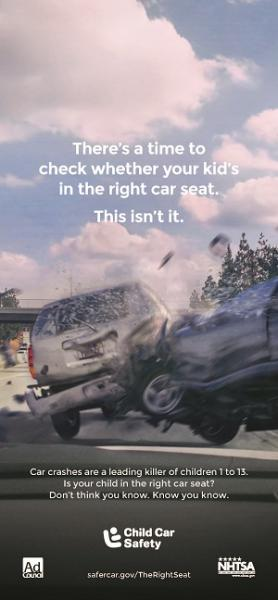 There's a time to
check whether your kid's
in the right car seat.
This isn't it.
Car crashes are a leading killer of children 1 to 13.
Is your child in the right car seat?
Don't think you know. Know you know.
Child Car
Safety
Ad
Council
safercar.gov/TheRightSeat
NHTSA
www.nhtsa.gov